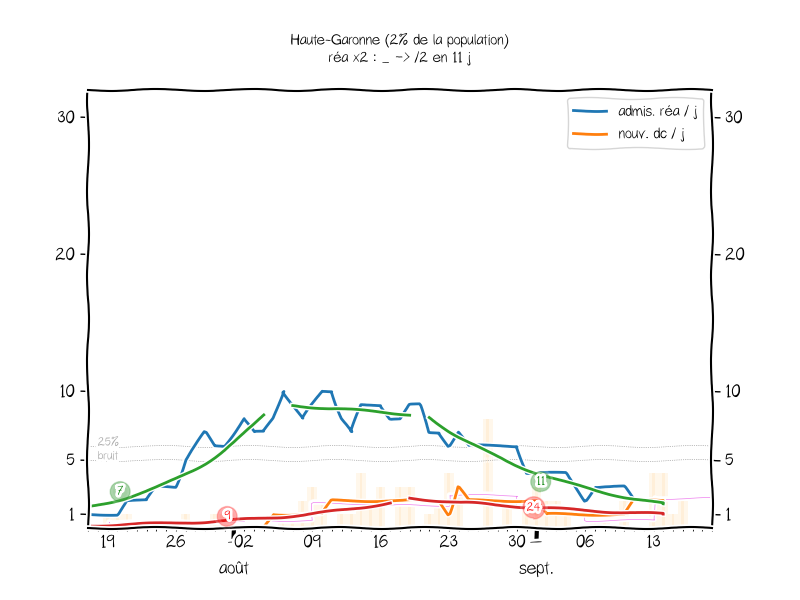 Haute-Garonne (2% de la population)
réa x2 : _ -> /2 en 11 j
admis. réa / j
nouv. dc / j
30
30
20
20
10
10
25%
bruit
5
5
7
11
9
24
1
1
19 26 02 09 16 23 30 06 13
août sept.